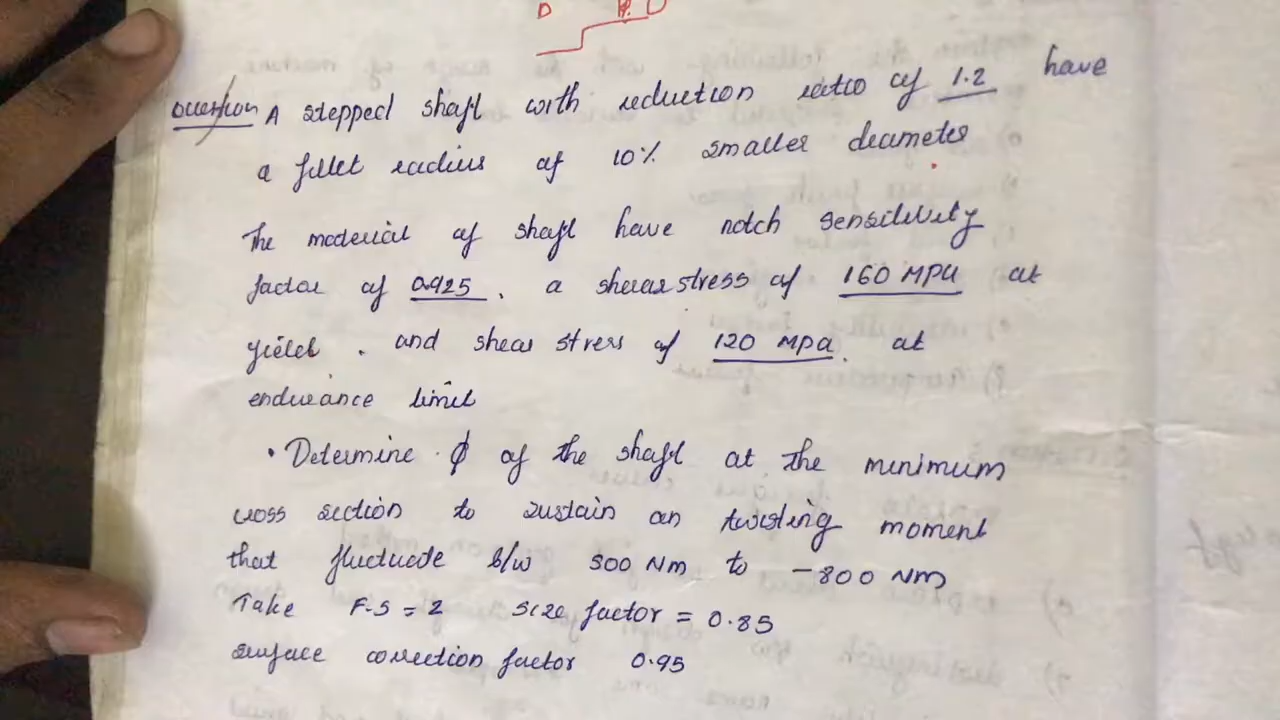 D
Question A stepped shaft with reduction ratio of 1.2 have
a fillet radius of 10% smaller diameter
The material of shaft have notch sensitivity
factor of 0.925. a shear stress of 160 MPa at
yield. and shear stress of 120 MPa. at
endurance limit
• Determine ϕ of the shaft at the minimum
cross section to sustain an twisting moment
that fluctuate b/w 800 Nm to -800 Nm
Take F.S = 2 Size factor = 0.85
surface correction factor 0.95